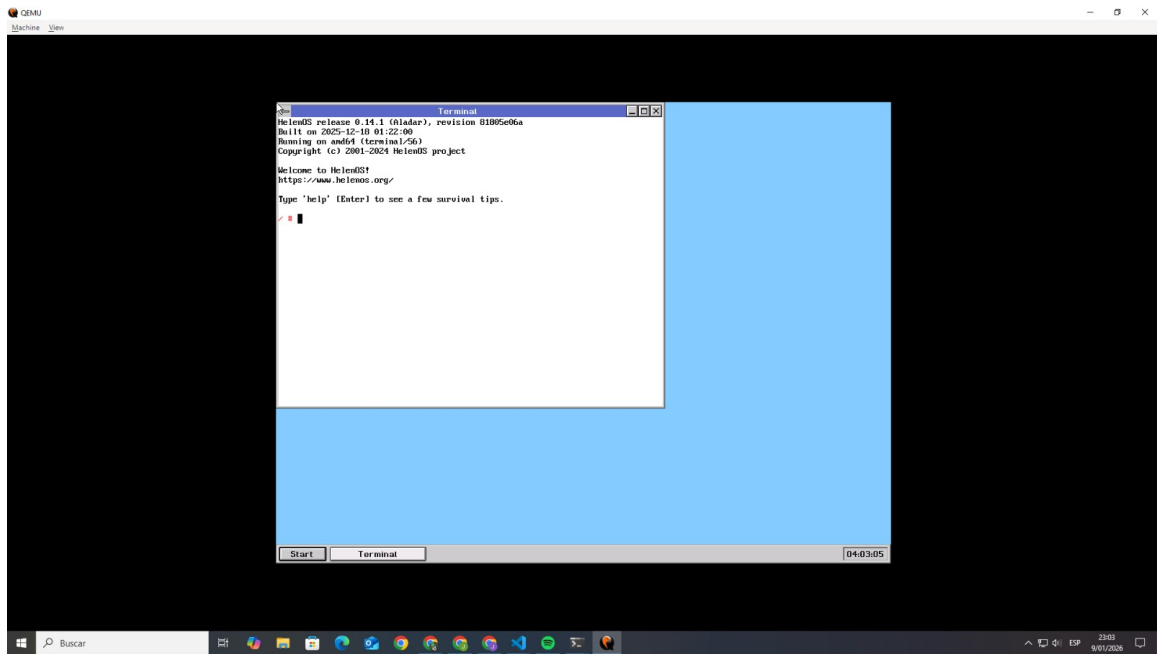 QEMU
Machine View
Terminal
HelenOS release 0.14.1 (Aladar), revision 81805e06a
Built on 2025-12-18 01:22:00
Running on amd64 (terminal/56)
Copyright (c) 2001-2024 HelenOS project
Welcome to HelenOS!
https://www.helenos.org/
Type 'help' [Enter] to see a few survival tips.
/ #
Start Terminal 04:03:05
Buscar ESP 23:03
9/01/2026